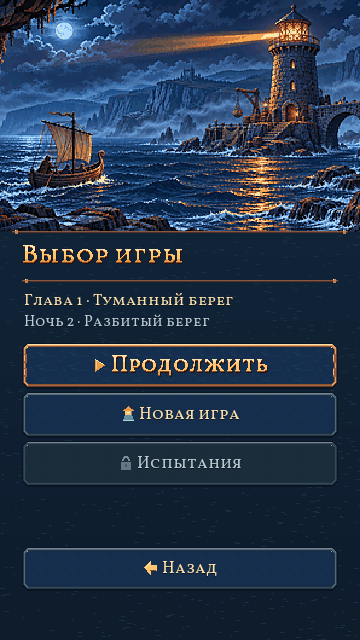 Выбор игры
Глава 1 · Туманный берег
Ночь 2 · Разбитый берег
Продолжить
Новая игра
Испытания
Назад